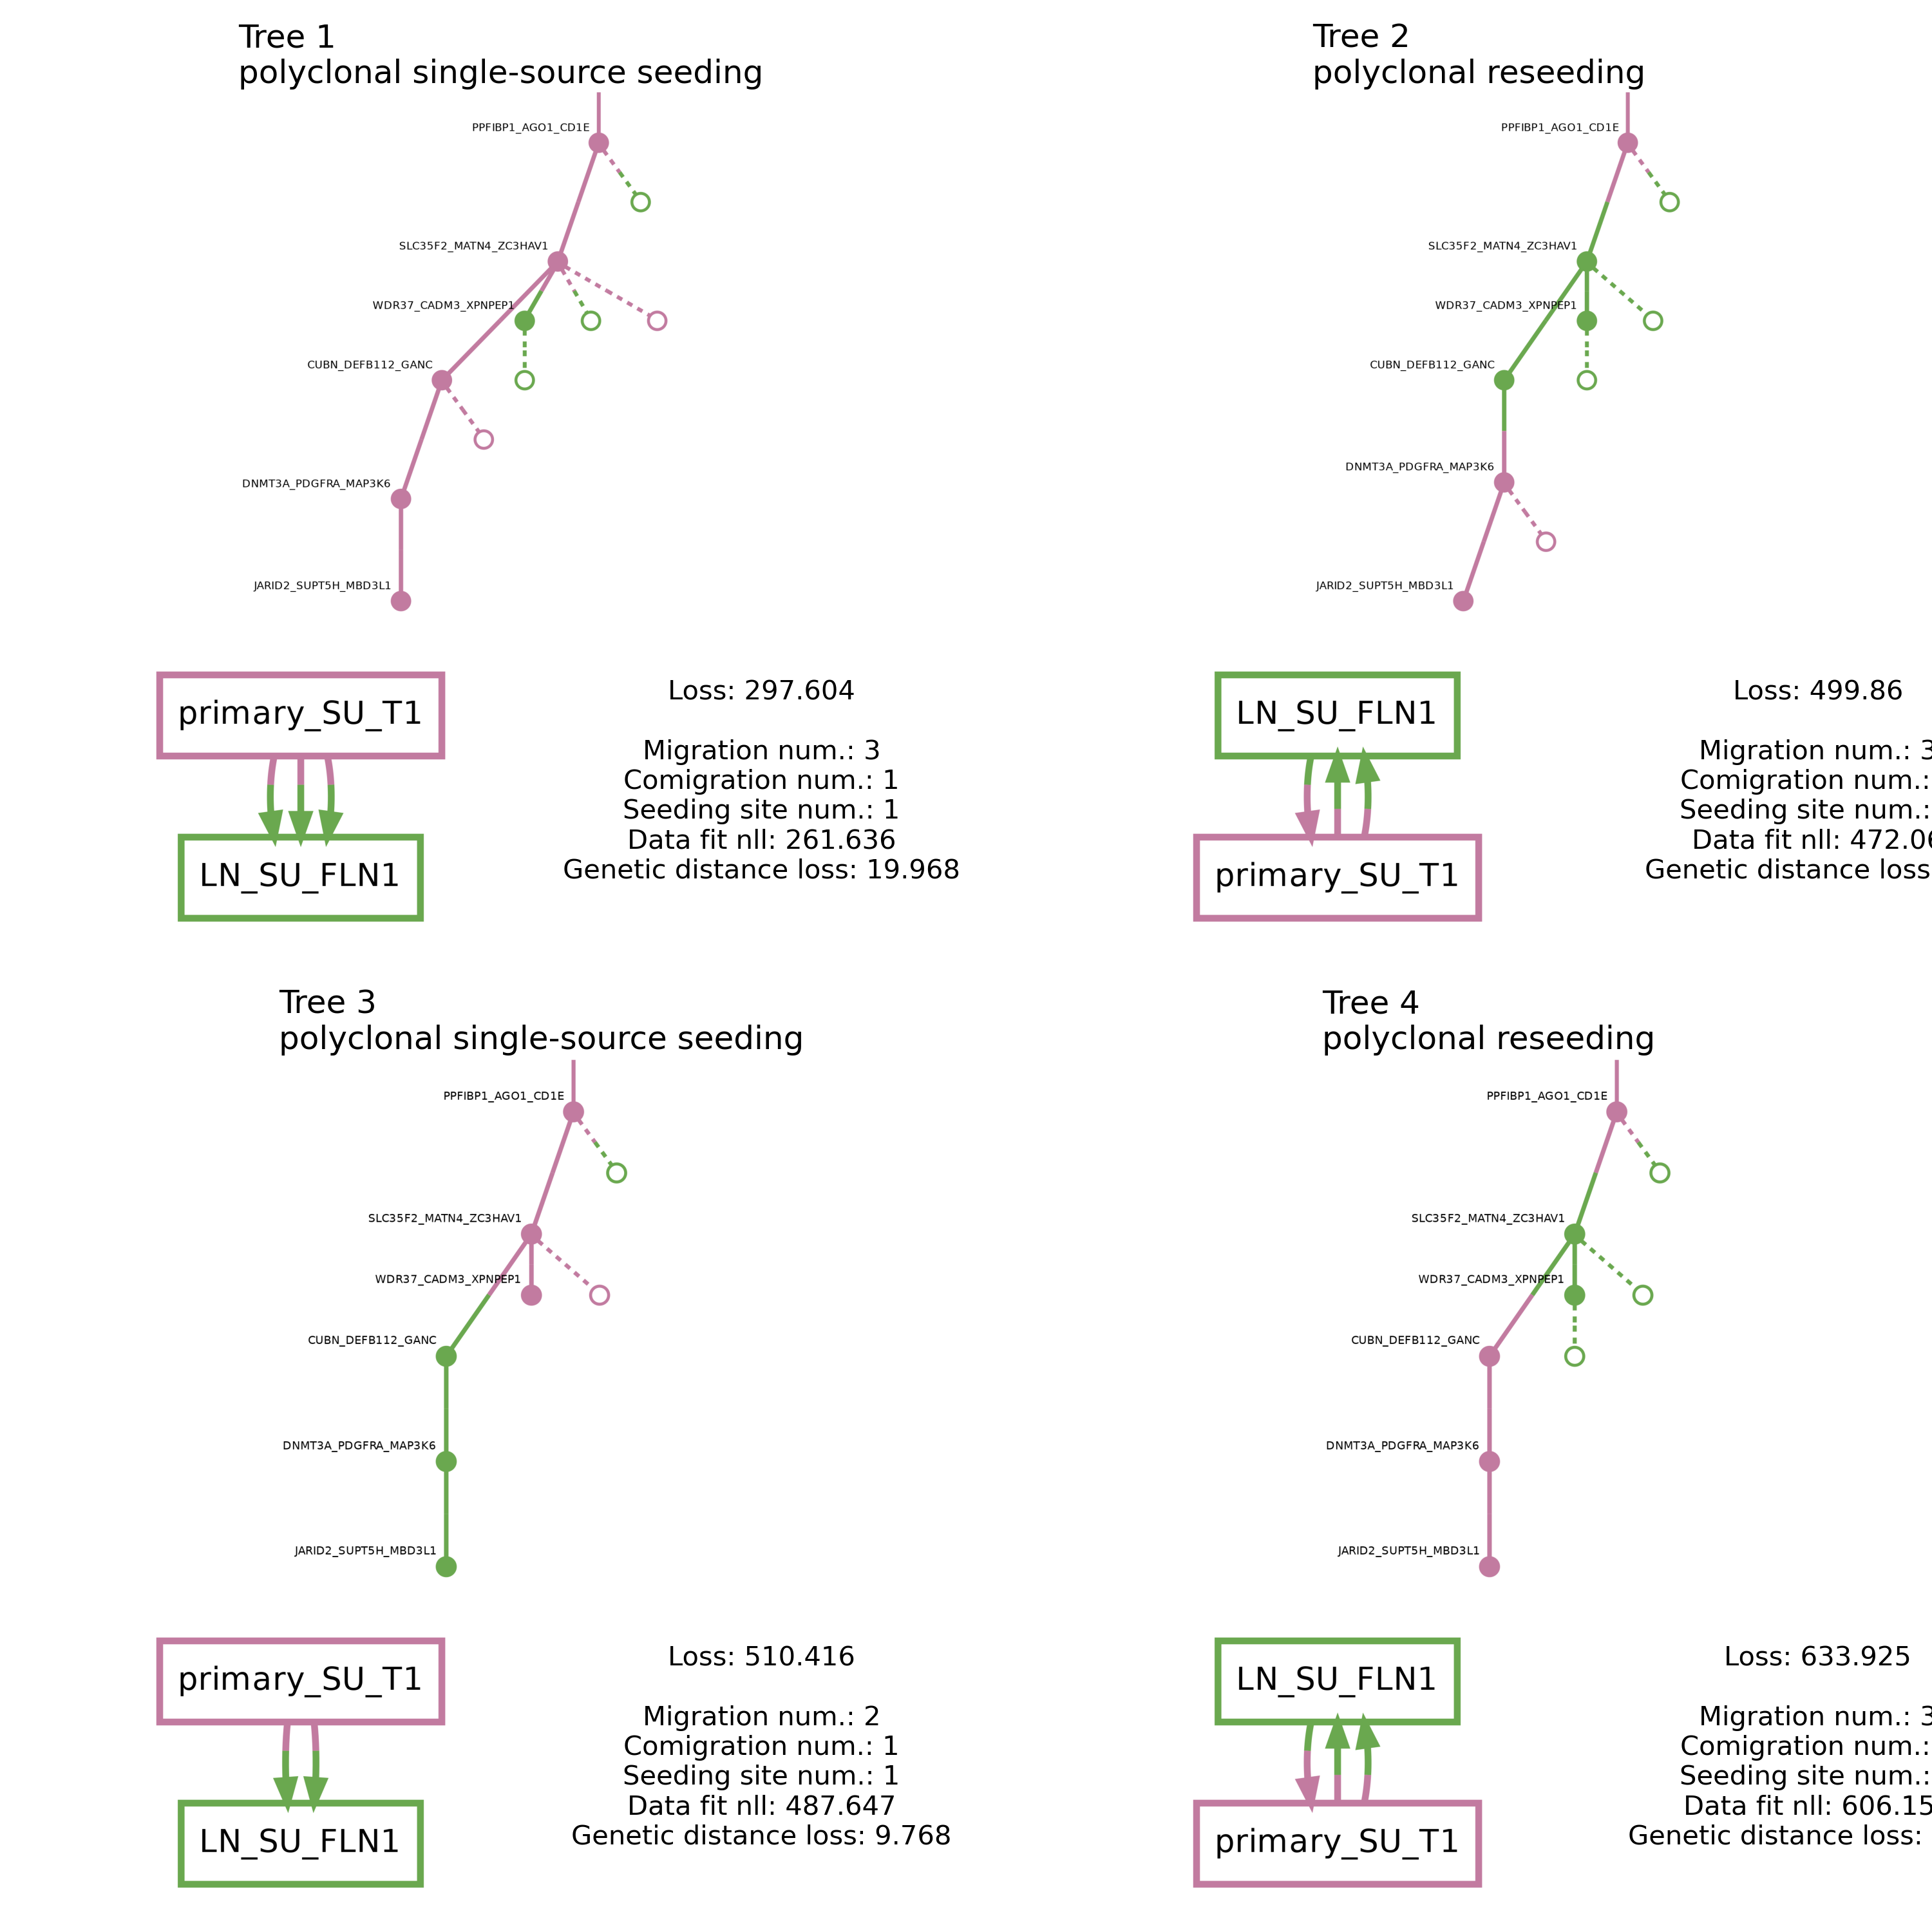 Tree 1
polyclonal single-source seeding
PPFIBP1_AGO1_CD1E
SLC35F2_MATN4_ZC3HAV1
WDR37_CADM3_XPNPEP1
CUBN_DEFB112_GANC
DNMT3A_PDGFRA_MAP3K6
JARID2_SUPT5H_MBD3L1
primary_SU_T1
LN_SU_FLN1
Loss: 297.604
Migration num.: 3
Comigration num.: 1
Seeding site num.: 1
Data fit nll: 261.636
Genetic distance loss: 19.968
Tree 2
polyclonal reseeding
PPFIBP1_AGO1_CD1E
SLC35F2_MATN4_ZC3HAV1
WDR37_CADM3_XPNPEP1
CUBN_DEFB112_GANC
DNMT3A_PDGFRA_MAP3K6
JARID2_SUPT5H_MBD3L1
LN_SU_FLN1
primary_SU_T1
Loss: 499.86
Migration num.: 3
Comigration num.:
Seeding site num.:
Data fit nll: 472.06
Genetic distance loss
Tree 3
polyclonal single-source seeding
PPFIBP1_AGO1_CD1E
SLC35F2_MATN4_ZC3HAV1
WDR37_CADM3_XPNPEP1
CUBN_DEFB112_GANC
DNMT3A_PDGFRA_MAP3K6
JARID2_SUPT5H_MBD3L1
primary_SU_T1
LN_SU_FLN1
Loss: 510.416
Migration num.: 2
Comigration num.: 1
Seeding site num.: 1
Data fit nll: 487.647
Genetic distance loss: 9.768
Tree 4
polyclonal reseeding
PPFIBP1_AGO1_CD1E
SLC35F2_MATN4_ZC3HAV1
WDR37_CADM3_XPNPEP1
CUBN_DEFB112_GANC
DNMT3A_PDGFRA_MAP3K6
JARID2_SUPT5H_MBD3L1
LN_SU_FLN1
primary_SU_T1
Loss: 633.925
Migration num.: 3
Comigration num.:
Seeding site num.:
Data fit nll: 606.15
Genetic distance loss: